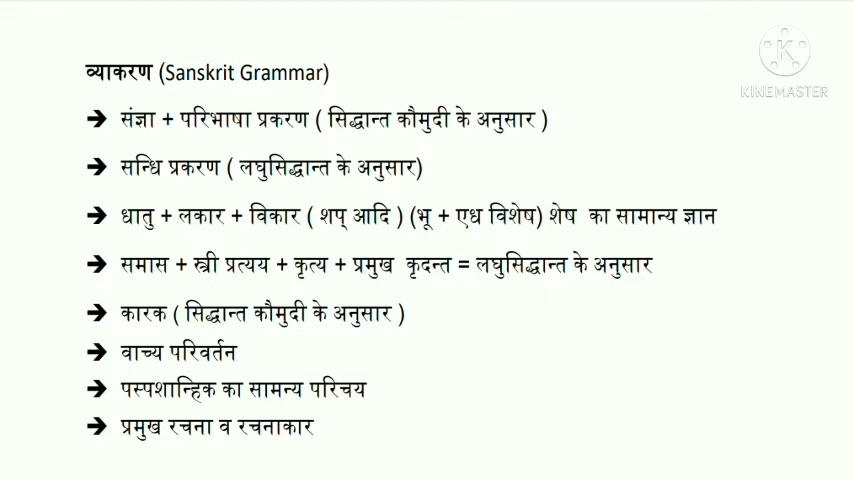 व्याकरण (Sanskrit Grammar)
KINEMASTER
→ संज्ञा + परिभाषा प्रकरण ( सिद्धान्त कौमुदी के अनुसार )
→ सन्धि प्रकरण ( लघुसिद्धान्त के अनुसार)
→ धातु + लकार + विकार ( शप् आदि ) (भू + एध विशेष) शेष का सामान्य ज्ञान
→ समास + स्त्री प्रत्यय + कृत्य + प्रमुख कृदन्त = लघुसिद्धान्त के अनुसार
→ कारक ( सिद्धान्त कौमुदी के अनुसार )
→ वाच्य परिवर्तन
→ पस्पशान्हिक का सामन्य परिचय
→ प्रमुख रचना व रचनाकार